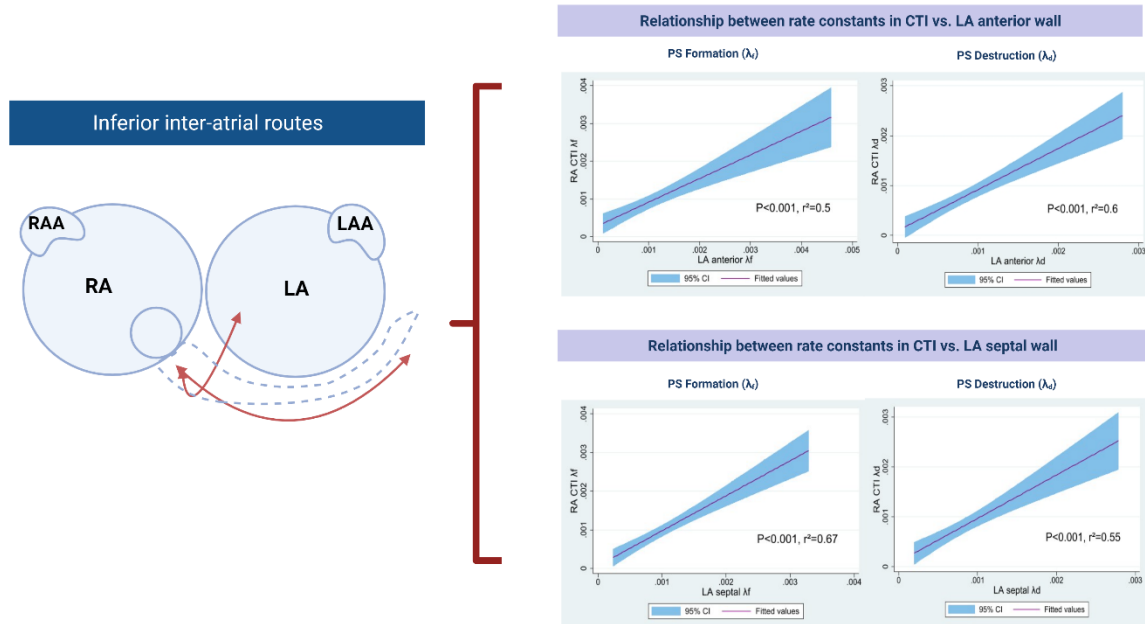 Inferior inter-atrial routes
RAA
LAA
RA
LA
Relationship between rate constants in CTI vs. LA anterior wall
PS Formation (λf)
RA CTI λf
0
.001
.002
.003
.004
0
.001
.002
.003
.004
.005
P<0.001, r²=0.5
LA anterior λf
95% CI
Fitted values
PS Destruction (λd)
RA CTI λd
0
.001
.002
.003
0
.001
.002
.003
P<0.001, r²=0.6
LA anterior λd
95% CI
Fitted values
Relationship between rate constants in CTI vs. LA septal wall
PS Formation (λf)
RA CTI λf
0
.001
.002
.003
.004
0
.001
.002
.003
.004
P<0.001, r²=0.67
LA septal λf
95% CI
Fitted values
PS Destruction (λd)
RA CTI λd
0
.001
.002
.003
0
.001
.002
.003
P<0.001, r²=0.55
LA septal λd
95% CI
Fitted values